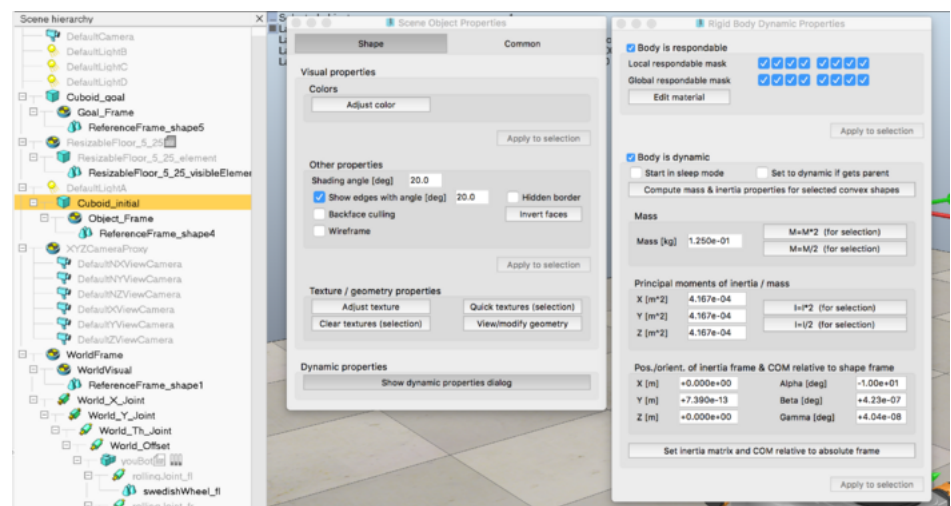 Scene hierarchy
DefaultCamera
DefaultLightB
DefaultLightC
DefaultLightD
Cuboid_goal
Goal_Frame
ReferenceFrame_shape5
ResizableFloor_5_25
ResizableFloor_5_25_element
ResizableFloor_5_25_visibleElemen
DefaultLightA
Cuboid_initial
Object_Frame
ReferenceFrame_shape4
XYZCameraProxy
DefaultNXViewCamera
DefaultNYViewCamera
DefaultNZViewCamera
DefaultXViewCamera
DefaultYViewCamera
DefaultZViewCamera
WorldFrame
WorldVisual
ReferenceFrame_shape1
World_X_Joint
World_Y_Joint
World_Th_Joint
World_Offset
youBot
rollingJoint_fl
swedishWheel_fl
Scene Object Properties
Shape Common
Visual properties
Colors
Adjust color
Apply to selection
Other properties
Shading angle [deg] 20.0
Show edges with angle [deg] 20.0 Hidden border
Backface culling Invert faces
Wireframe
Apply to selection
Texture / geometry properties
Adjust texture Quick textures (selection)
Clear textures (selection) View/modify geometry
Dynamic properties
Show dynamic properties dialog
Rigid Body Dynamic Properties
Body is respondable
Local respondable mask
Global respondable mask
Edit material
Apply to selection
Body is dynamic
Start in sleep mode Set to dynamic if gets parent
Compute mass & inertia properties for selected convex shapes
Mass
Mass [kg] 1.250e-01 M=M*2 (for selection)
M=M/2 (for selection)
Principal moments of inertia / mass
X [m^2] 4.167e-04 I=I*2 (for selection)
Y [m^2] 4.167e-04 I=I/2 (for selection)
Z [m^2] 4.167e-04
Pos./orient. of inertia frame & COM relative to shape frame
X [m] +0.000e+00 Alpha [deg] -1.00e+01
Y [m] +7.390e-13 Beta [deg] +4.23e-07
Z [m] +0.000e+00 Gamma [deg] +4.04e-08
Set inertia matrix and COM relative to absolute frame
Apply to selection